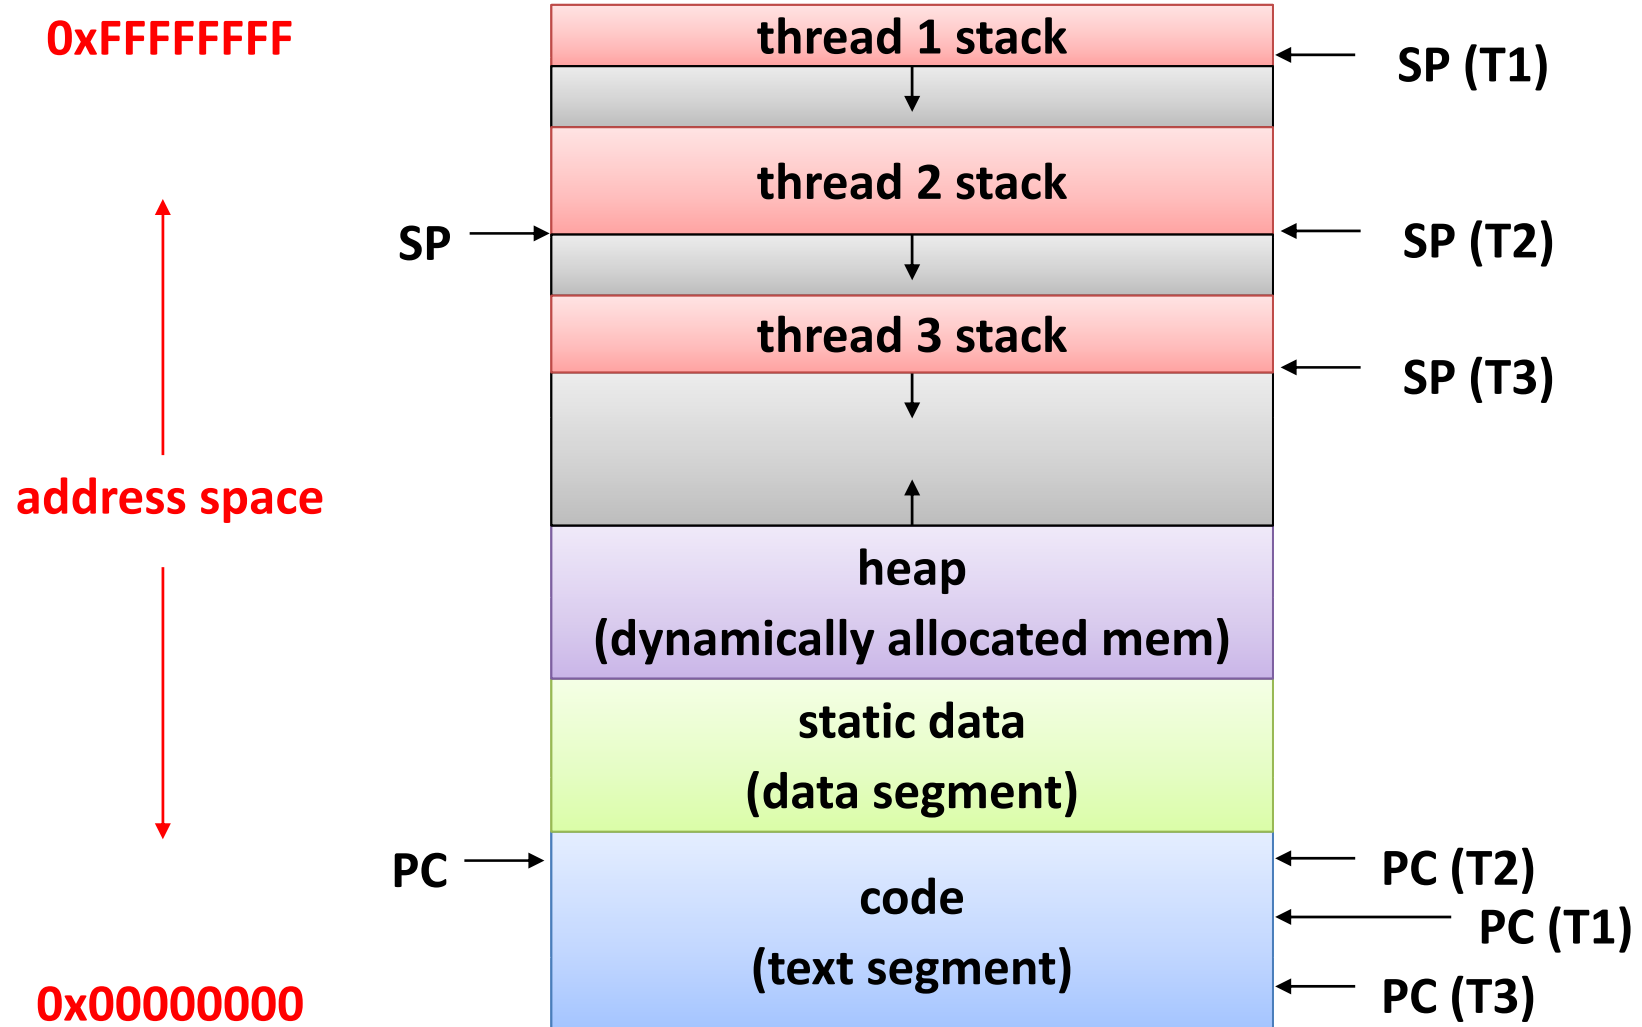 0xFFFFFFFF
thread 1 stack
SP (T1)
thread 2 stack
SP
SP (T2)
thread 3 stack
SP (T3)
address space
heap
(dynamically allocated mem)
static data
(data segment)
PC
code
(text segment)
PC (T2)
PC (T1)
PC (T3)
0x00000000